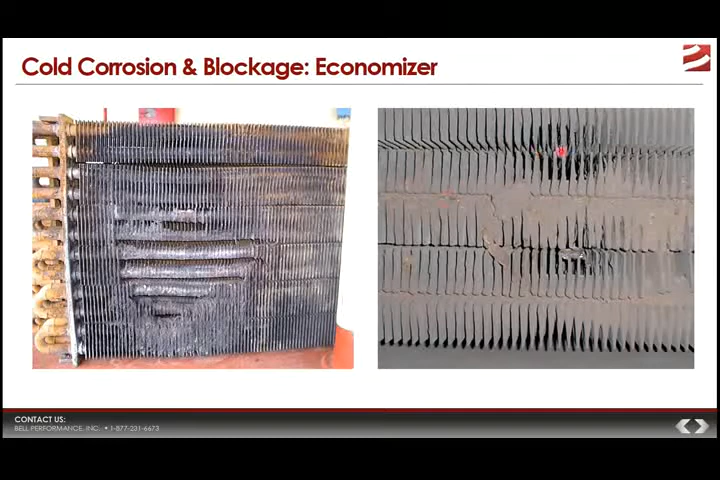 Cold Corrosion & Blockage: Economizer
CONTACT US:
BELL PERFORMANCE, INC. • 1-877-231-6673